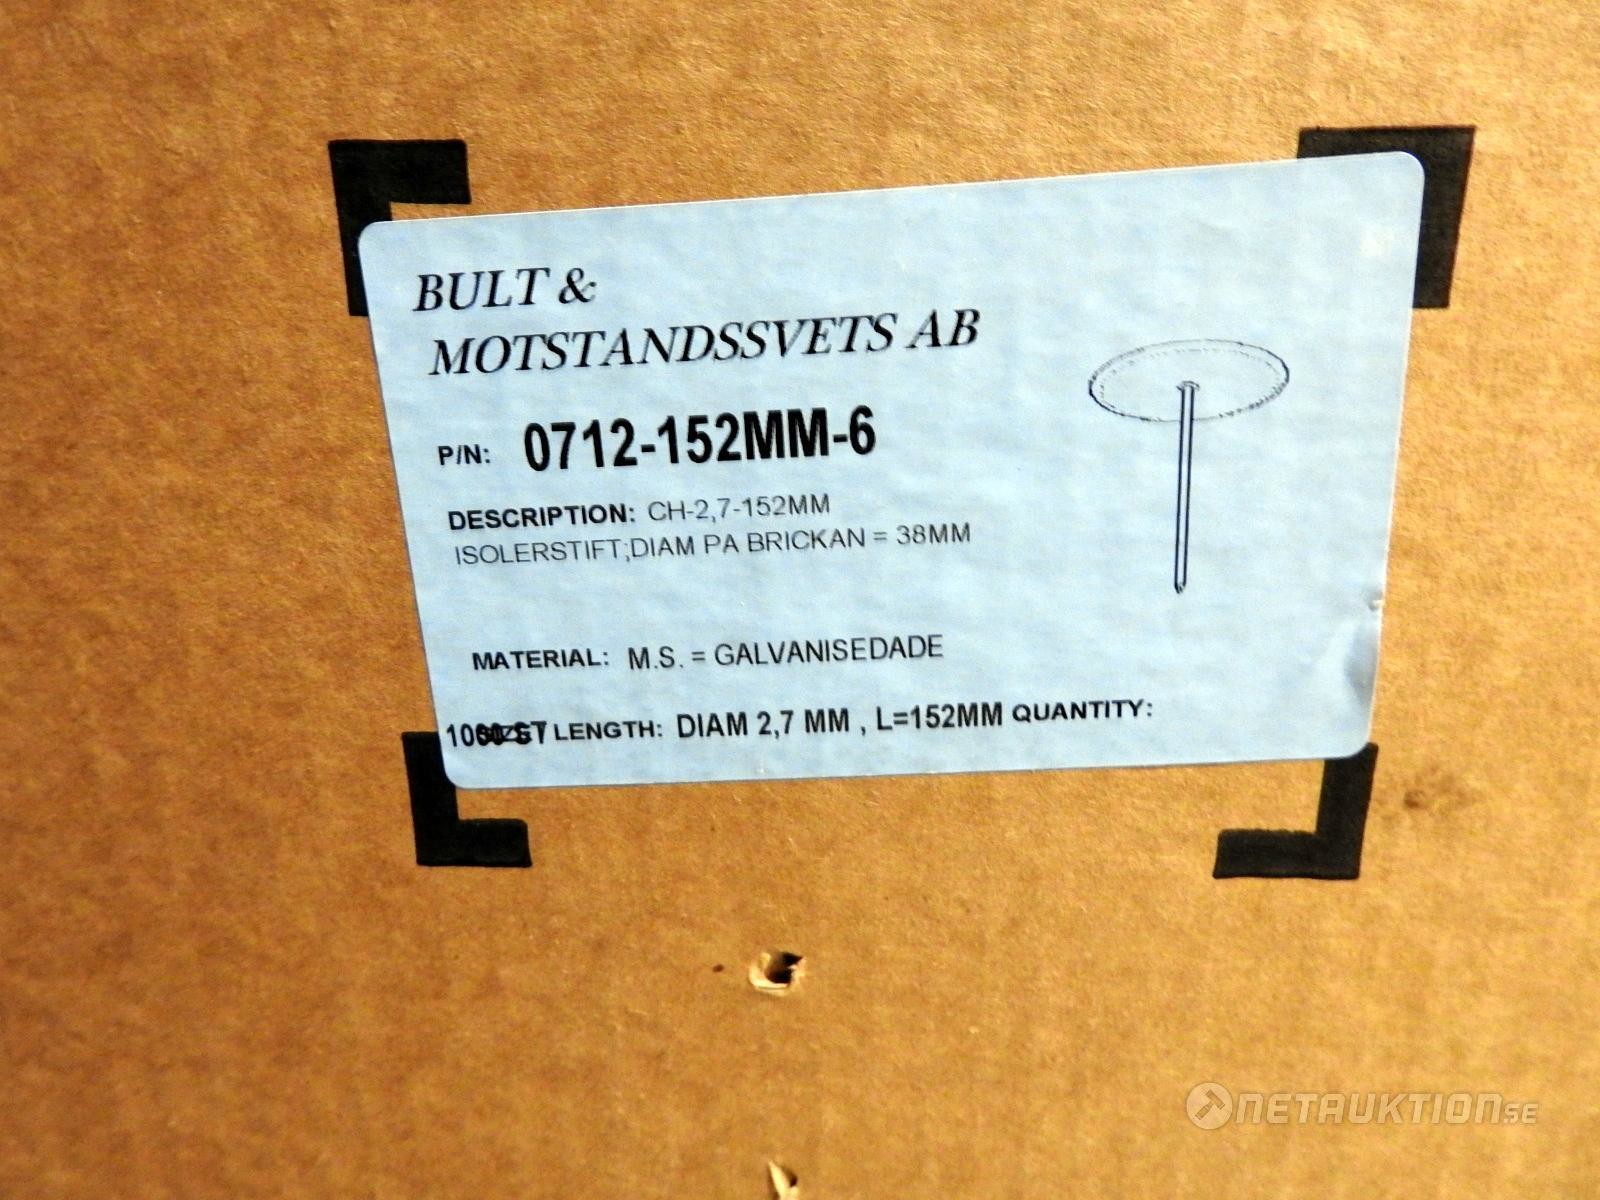 BULT &
MOTSTANDSSVETS AB
P/N: 0712-152MM-6
DESCRIPTION: CH-2,7-152MM
ISOLERSTIFT;DIAM PA BRICKAN = 38MM
MATERIAL: M.S. = GALVANISEDADE
LENGTH: DIAM 2,7 MM , L=152MM QUANTITY:
NETAUKTION.SE